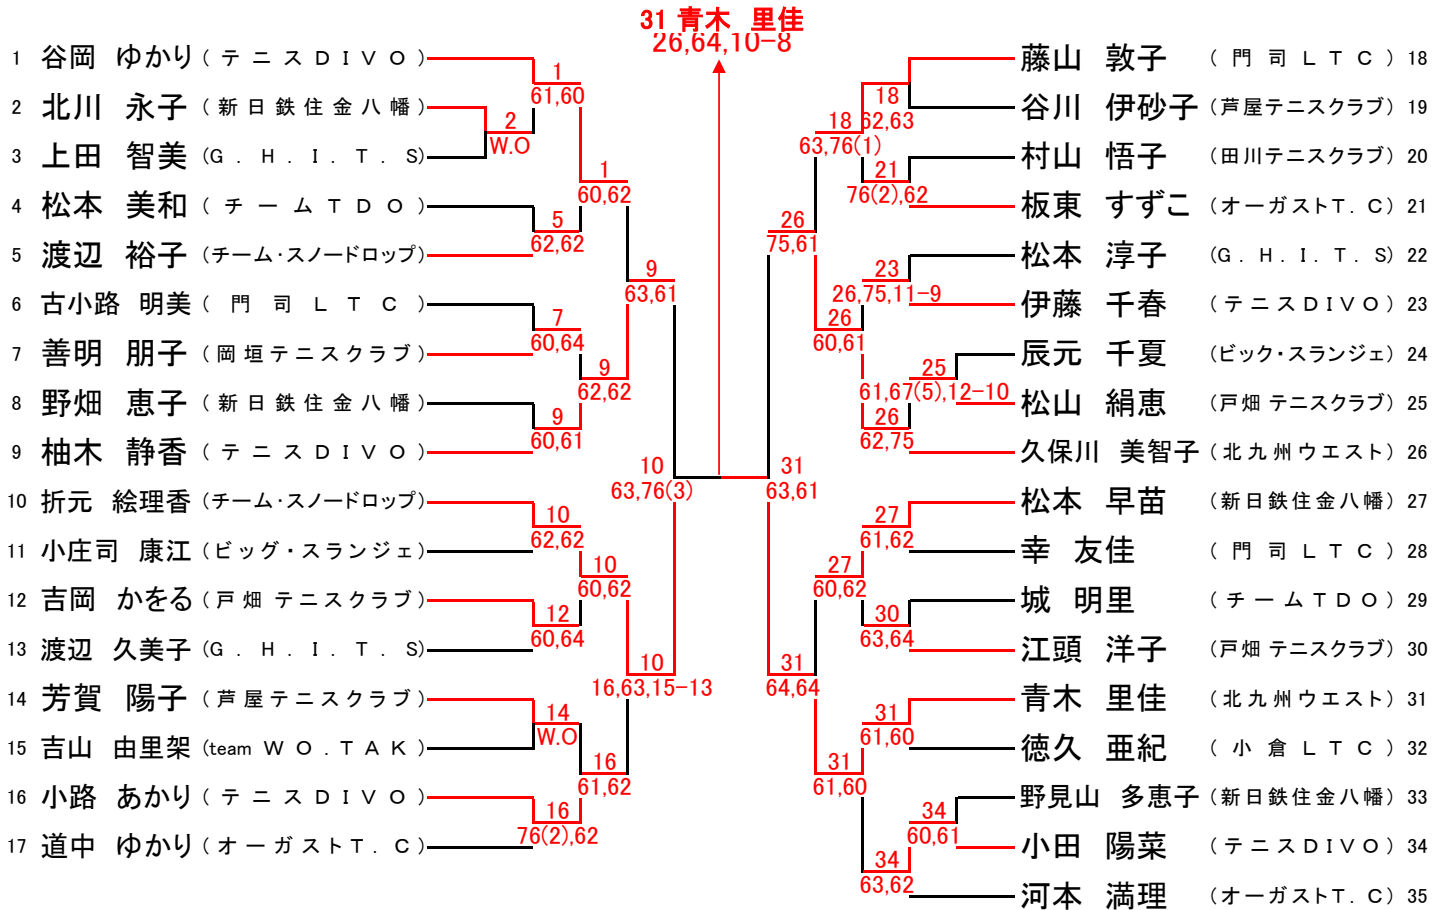 31 青木 里佳
26,64,10-8
1 谷岡 ゆかり (テニスDIVO)
2 北川 永子 (新日鉄住金八幡)
3 上田 智美 (G.H.I.T.S)
4 松本 美和 (チームTDO)
5 渡辺 裕子 (チーム・スノードロップ)
6 古小路 明美 (門司LTC)
7 善明 朋子 (岡垣テニスクラブ)
8 野畑 恵子 (新日鉄住金八幡)
9 柚木 静香 (テニスDIVO)
10 折元 絵理香 (チーム・スノードロップ)
11 小庄司 康江 (ビッグ・スランジェ)
12 吉岡 かをる (戸畑テニスクラブ)
13 渡辺 久美子 (G.H.I.T.S)
14 芳賀 陽子 (芦屋テニスクラブ)
15 吉山 由里架 (team WO.TAK)
16 小路 あかり (テニスDIVO)
17 道中 ゆかり (オーガストT.C)
1
61,60
2
W.O
5
62,62
7
60,64
9
60,61
10
62,62
12
60,64
14
W.O
16
76(2),62
1
60,62
9
62,62
10
60,62
16
61,62
9
63,61
10
16,63,15-13
10
63,76(3)
31
63,61
26
75,61
31
64,64
18
63,76(1)
26
60,61
27
60,62
31
61,60
18
62,63
21
76(2),62
23
26,75,11-9
25
61,67(5),12-10
26
62,75
27
61,62
30
63,64
31
61,60
34
60,61
34
63,62
藤山 敦子 (門司LTC) 18
谷川 伊砂子 (芦屋テニスクラブ) 19
村山 悟子 (田川テニスクラブ) 20
板東 すずこ (オーガストT.C) 21
松本 淳子 (G.H.I.T.S) 22
伊藤 千春 (テニスDIVO) 23
辰元 千夏 (ビック・スランジェ) 24
松山 絹恵 (戸畑テニスクラブ) 25
久保川 美智子 (北九州ウエスト) 26
松本 早苗 (新日鉄住金八幡) 27
幸 友佳 (門司LTC) 28
城 明里 (チームTDO) 29
江頭 洋子 (戸畑テニスクラブ) 30
青木 里佳 (北九州ウエスト) 31
徳久 亜紀 (小倉LTC) 32
野見山 多恵子 (新日鉄住金八幡) 33
小田 陽菜 (テニスDIVO) 34
河本 満理 (オーガストT.C) 35